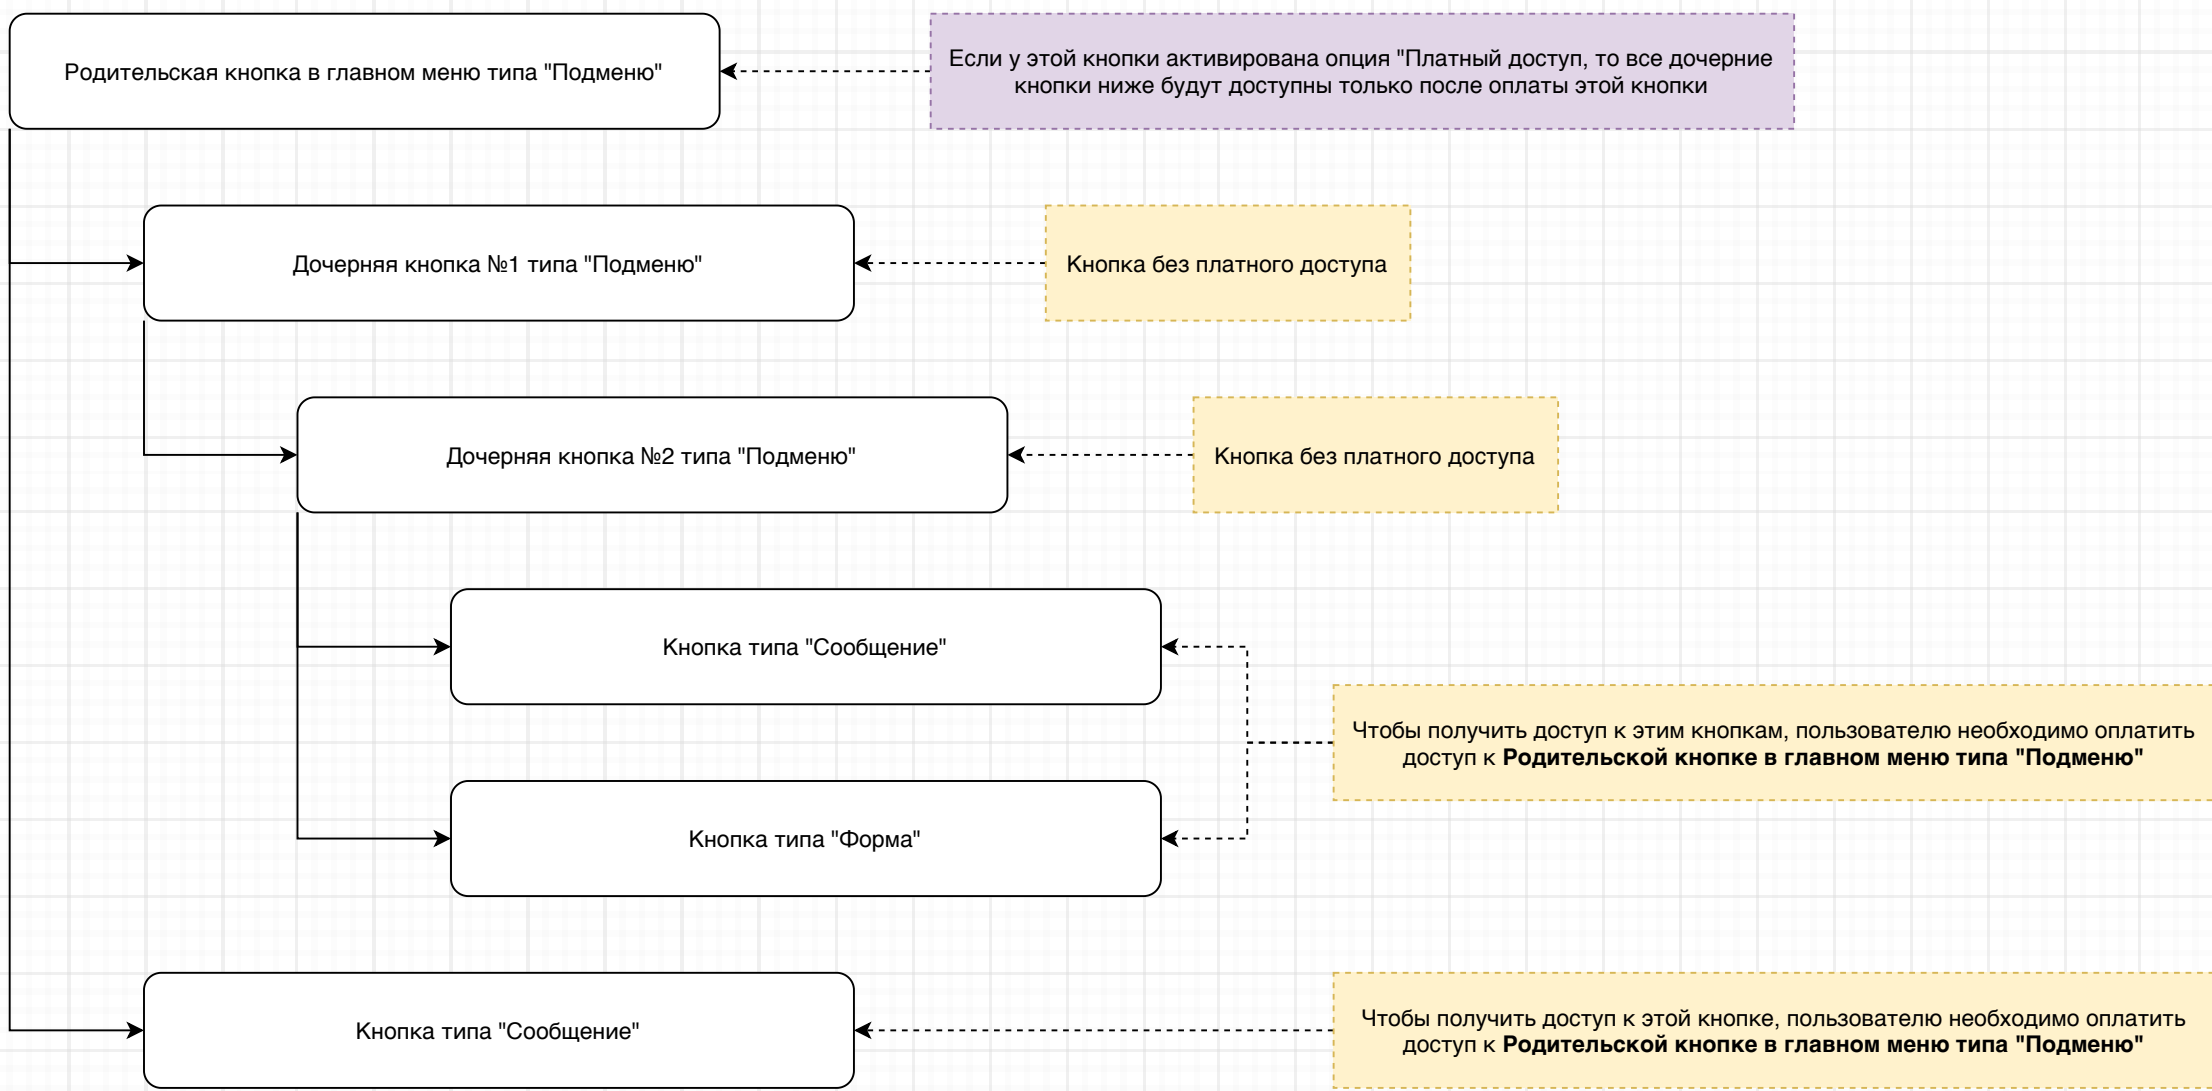 Родительская кнопка в главном меню типа "Подменю"
Если у этой кнопки активирована опция "Платный доступ, то все дочерние
кнопки ниже будут доступны только после оплаты этой кнопки
Дочерняя кнопка №1 типа "Подменю"
Кнопка без платного доступа
Дочерняя кнопка №2 типа "Подменю"
Кнопка без платного доступа
Кнопка типа "Сообщение"
Чтобы получить доступ к этим кнопкам, пользователю необходимо оплатить
доступ к Родительской кнопке в главном меню типа "Подменю"
Кнопка типа "Форма"
Кнопка типа "Сообщение"
Чтобы получить доступ к этой кнопке, пользователю необходимо оплатить
доступ к Родительской кнопке в главном меню типа "Подменю"